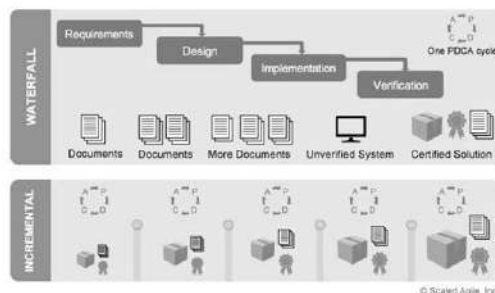 WATERFALL
Requirements
Design
Implementation
Verification
A P
C D
One PDCA cycle
Documents
Documents
More Documents
Unverified System
Certified Solution
INCREMENTAL
A P
C D
A P
C D
A P
C D
A P
C D
A P
C D
© Scaled Agile, Inc.